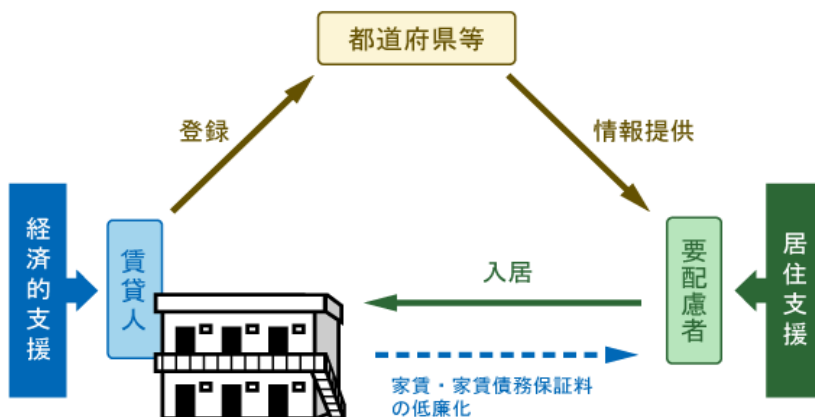 都道府県等
登録
情報提供
経済的支援
賃貸人
入居
要配慮者
居住支援
家賃・家賃債務保証料
の低廉化